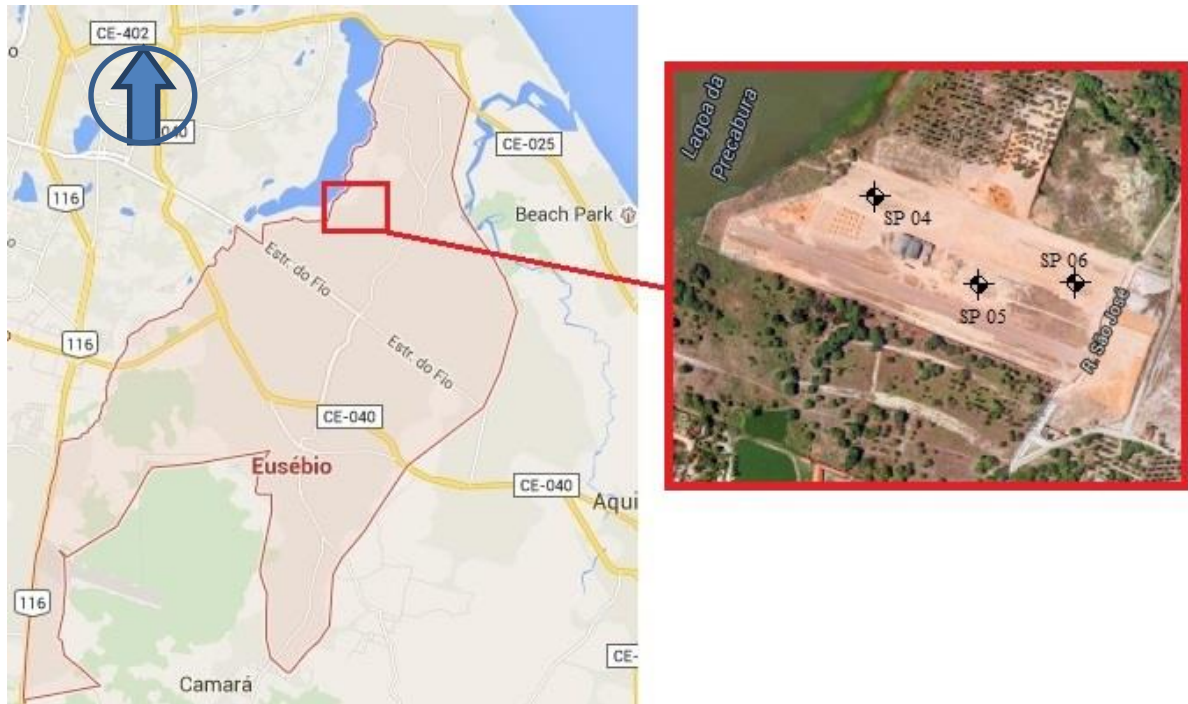 CE-402
040
CE-025
116
Beach Park
Estr. do Fio
116
Estr. do Fio
CE-040
Eusébio
CE-040
Aqui
116
CE-
Camará
Lagoa da
Precabura
SP 04
SP 06
SP 05
R. São José